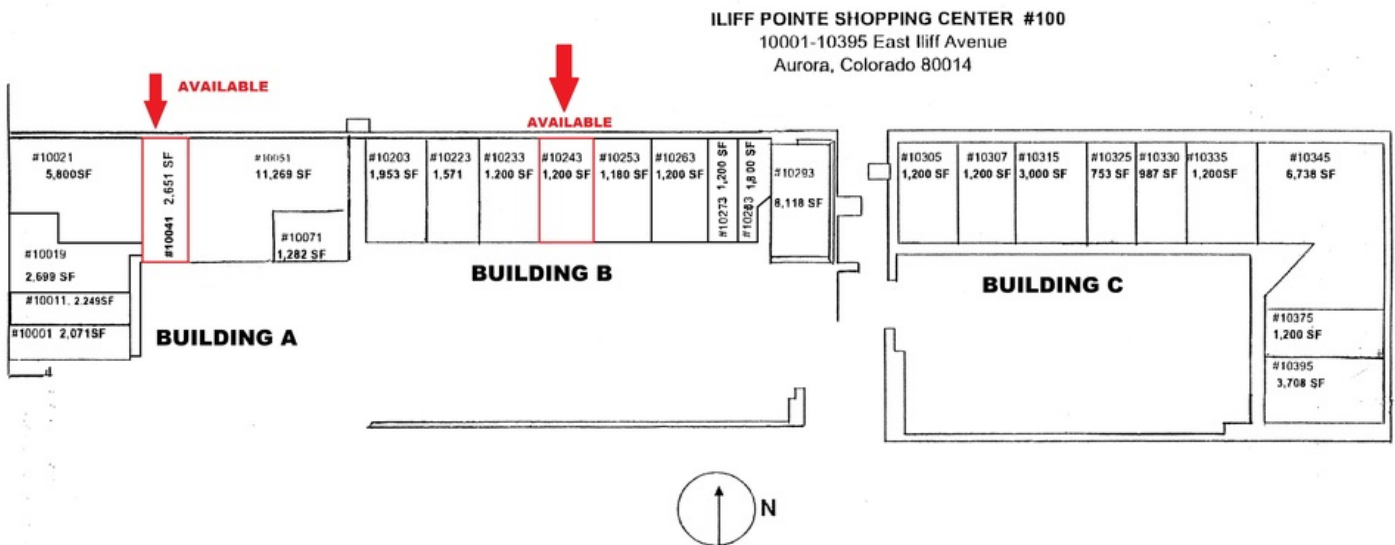 ILIFF POINTE SHOPPING CENTER #100
10001-10395 East Iliff Avenue
Aurora, Colorado 80014
AVAILABLE
AVAILABLE
#10021
5,800SF
#10041 2,651 SF
#10051
11,269 SF
#10071
1,282 SF
#10019
2,699 SF
#10011. 2.249SF
#10001 2,071SF
BUILDING A
#10203
1,953 SF
#10223
1,571
#10233
1.200 SF
#10243
1,200 SF
#10253
1,180 SF
#10263
1,200 SF
#10273 1,200 SF
#10283 1,800 SF
#10293
8,118 SF
BUILDING B
#10305
1,200 SF
#10307
1,200 SF
#10315
3,000 SF
#10325
753 SF
#10330
987 SF
#10335
1,200SF
#10345
6,738 SF
BUILDING C
#10375
1,200 SF
#10395
3,708 SF
N